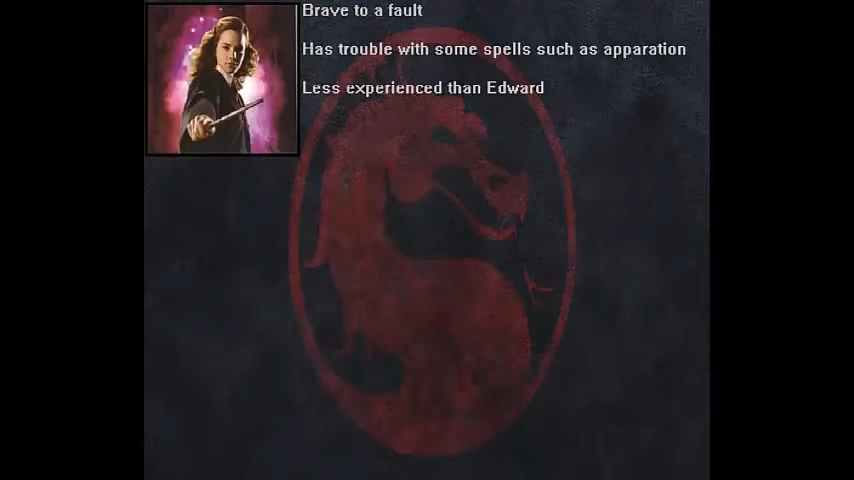 Brave to a fault
Has trouble with some spells such as apparation
Less experienced than Edward